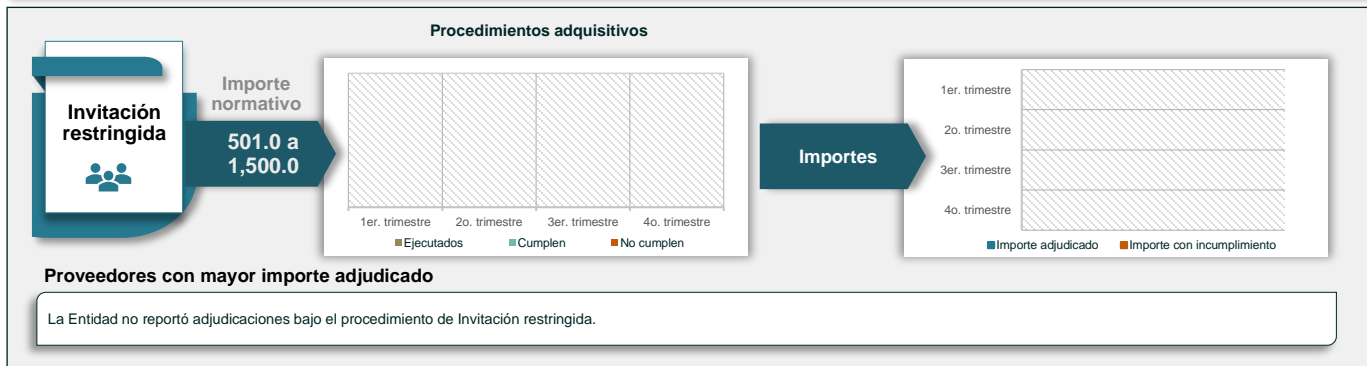 Procedimientos adquisitivos
Invitación
restringida
Importe
normativo
501.0 a
1,500.0
1er. trimestre 2o. trimestre 3er. trimestre 4o. trimestre
Ejecutados Cumplen No cumplen
Importes
1er. trimestre
2o. trimestre
3er. trimestre
4o. trimestre
Importe adjudicado Importe con incumplimiento
Proveedores con mayor importe adjudicado
La Entidad no reportó adjudicaciones bajo el procedimiento de Invitación restringida.